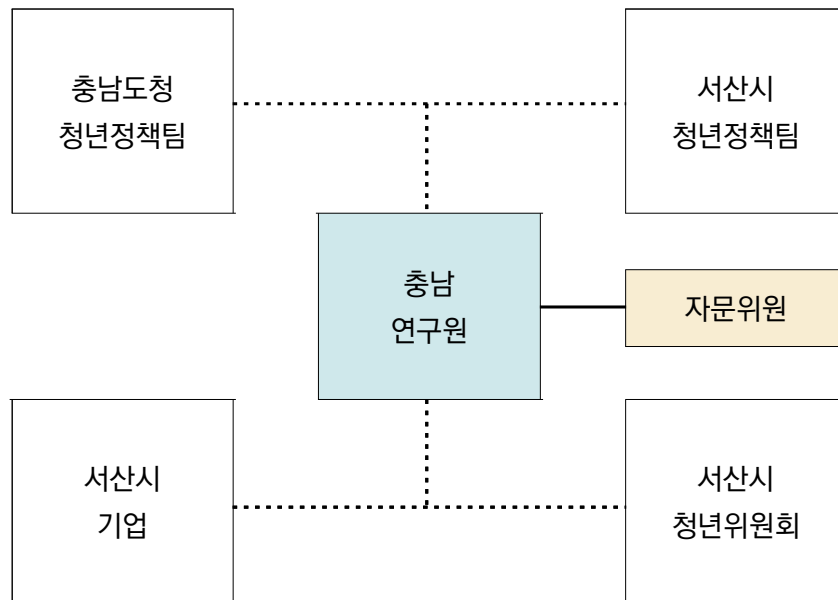 충남도청
청년정책팀
서산시
청년정책팀
충남
연구원
자문위원
서산시
기업
서산시
청년위원회